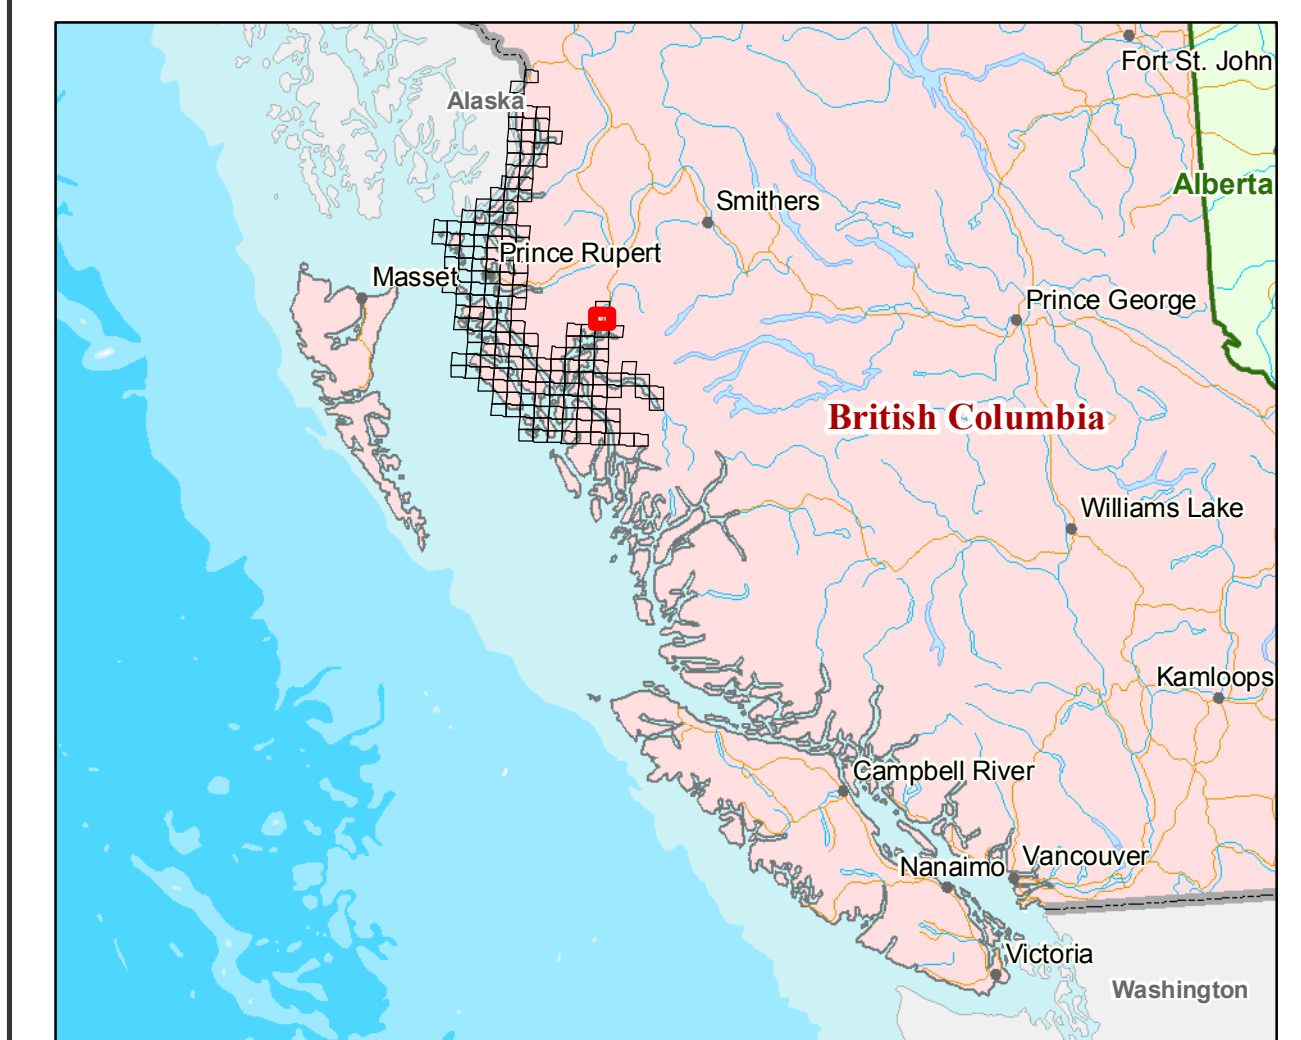 Fort St. John
Alaska
Alberta
Smithers
Prince Rupert
Masset
Prince George
British Columbia
Williams Lake
Kamloops
Campbell River
Vancouver
Nanaimo
Victoria
Washington